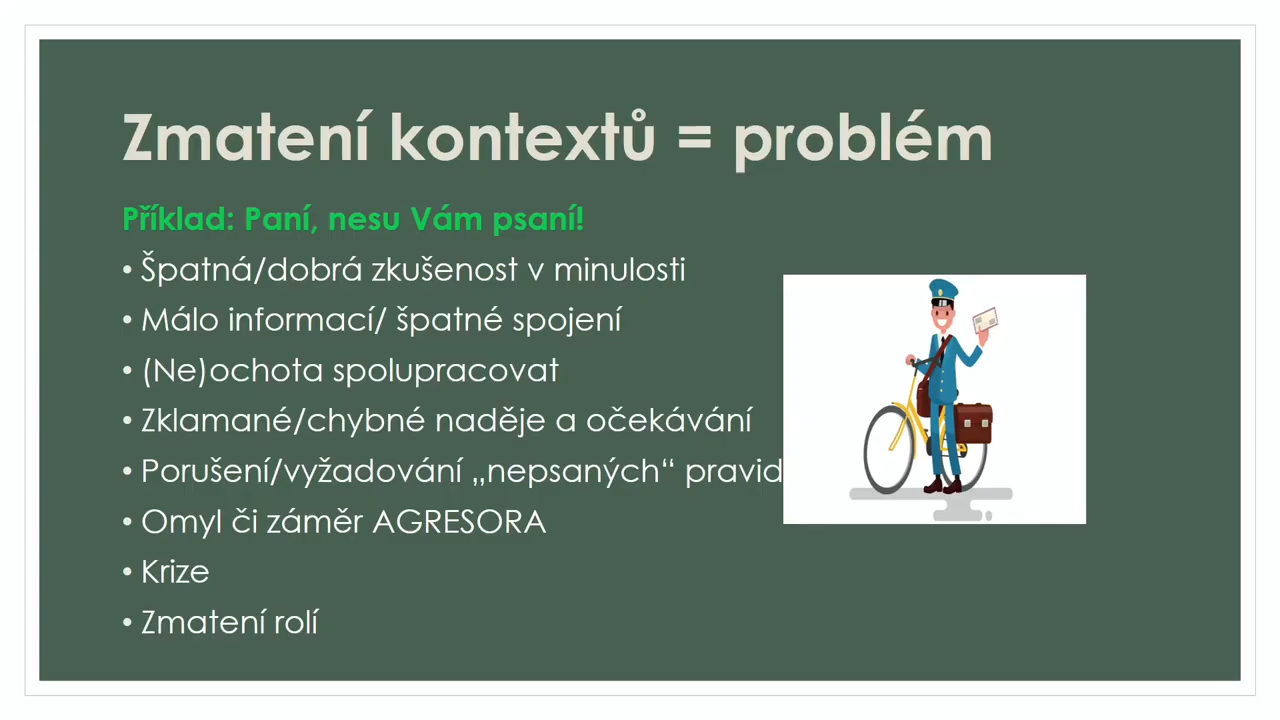 Zmatení kontextů = problém
Příklad: Paní, nesu Vám psaní!
• Špatná/dobrá zkušenost v minulosti
• Málo informací/ špatné spojení
• (Ne)ochota spolupracovat
• Zklamané/chybné naděje a očekávání
• Porušení/vyžadování „nepsaných“ pravid
• Omyl či záměr AGRESORA
• Krize
• Zmatení rolí